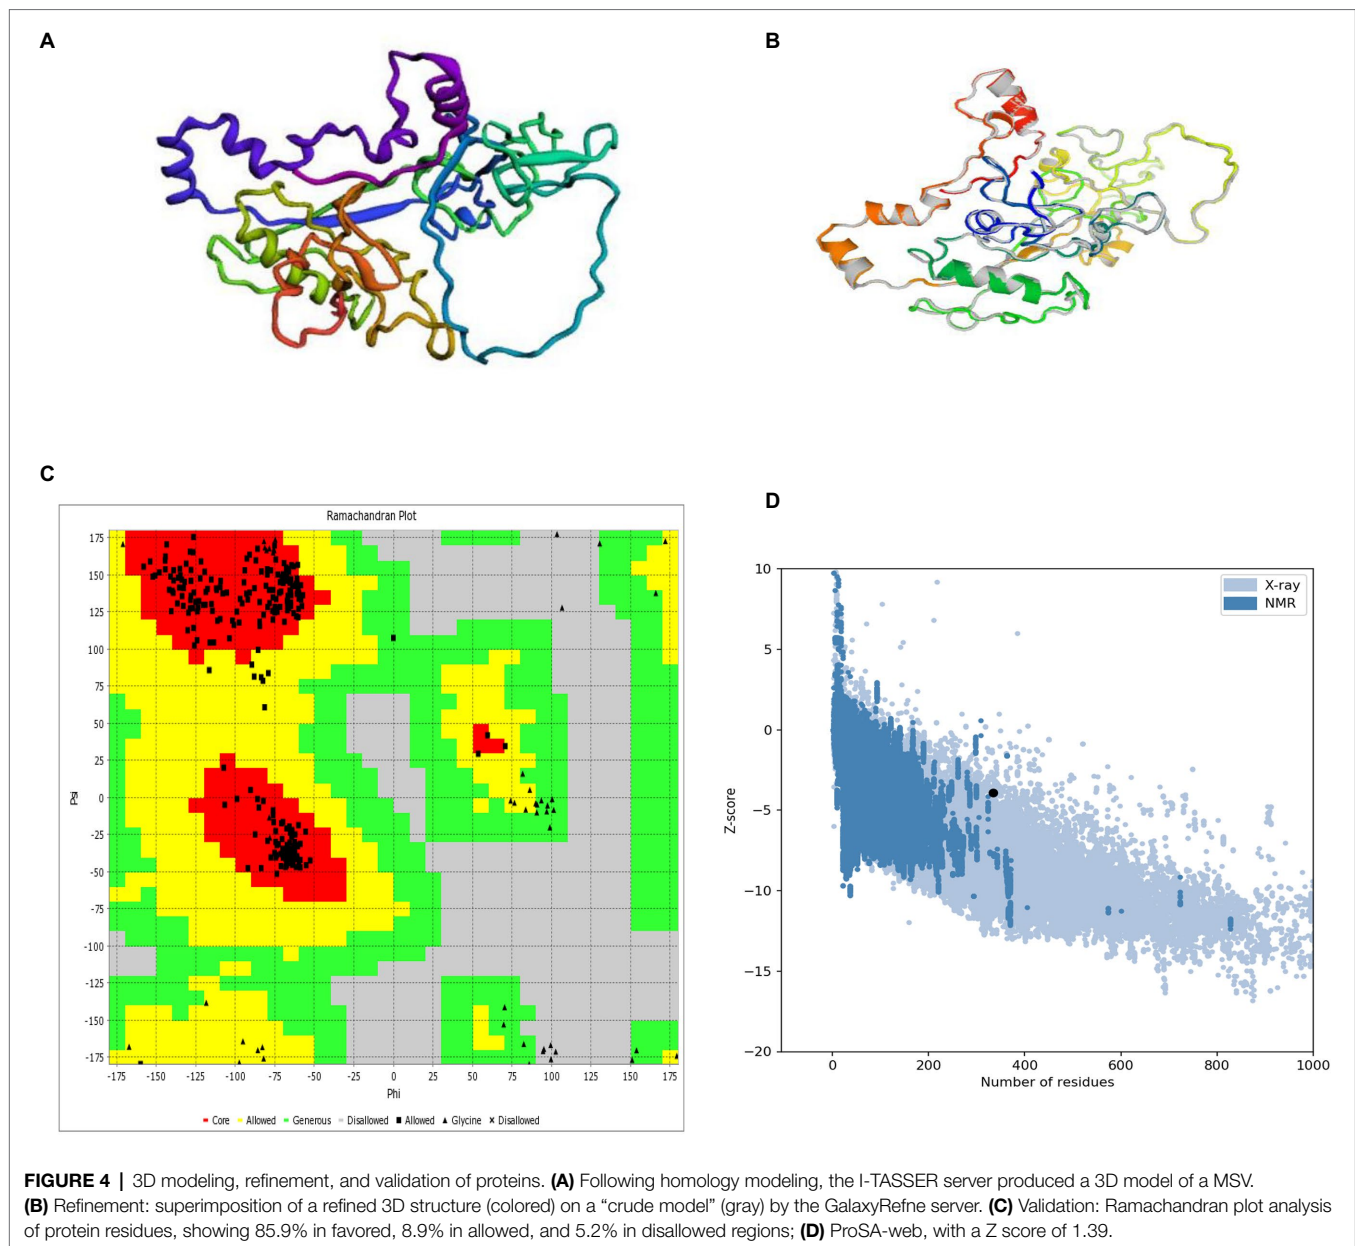 A
B
C
D
Ramachandran Plot
175
150
125
100
75
50
25
0
-25
-50
-75
-100
-125
-150
-175
Psi
-175 -150 -125 -100 -75 -50 -25 0 25 50 75 100 125 150 175
Phi
Core Allowed Generous Disallowed Allowed Glycine Disallowed
10
5
0
−5
−10
−15
−20
Z-score
X-ray
NMR
0 200 400 600 800 1000
Number of residues
FIGURE 4 | 3D modeling, refinement, and validation of proteins. (A) Following homology modeling, the I-TASSER server produced a 3D model of a MSV.
(B) Refinement: superimposition of a refined 3D structure (colored) on a “crude model” (gray) by the GalaxyRefne server. (C) Validation: Ramachandran plot analysis
of protein residues, showing 85.9% in favored, 8.9% in allowed, and 5.2% in disallowed regions; (D) ProSA-web, with a Z score of 1.39.